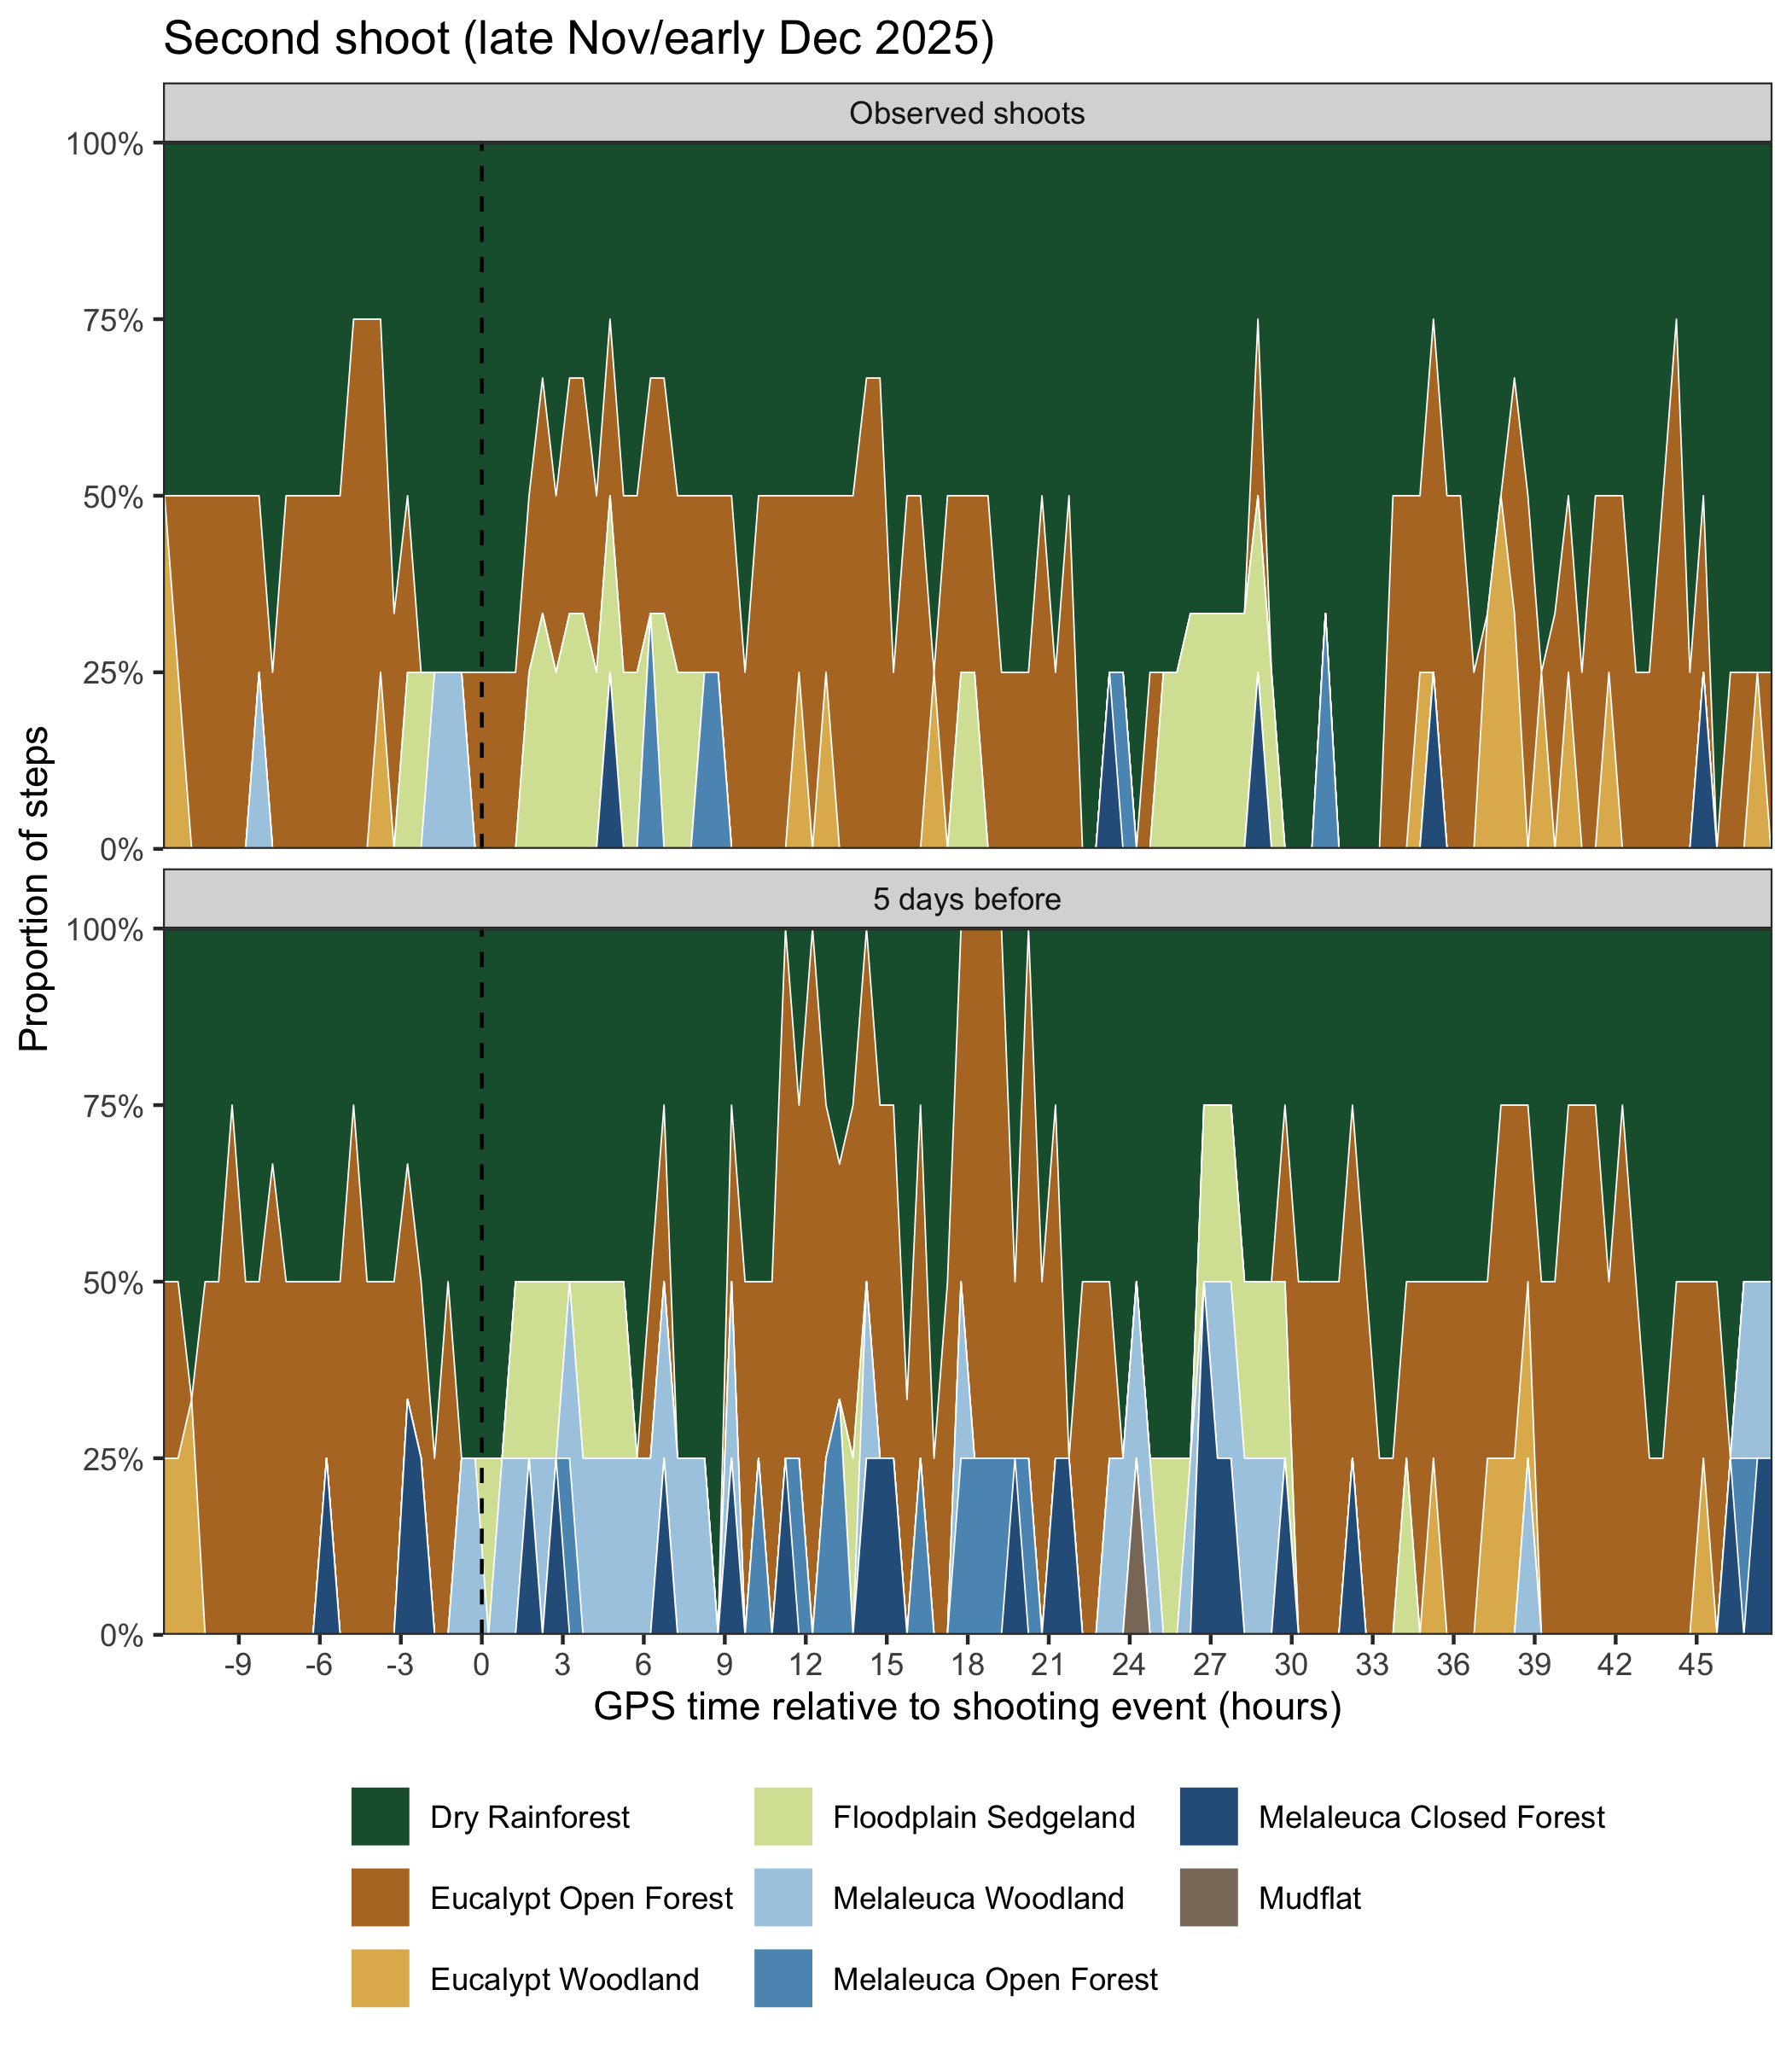 Second shoot (late Nov/early Dec 2025)
Observed shoots
100%
75%
50%
25%
0%
5 days before
100%
75%
50%
25%
0%
Proportion of steps
-9 -6 -3 0 3 6 9 12 15 18 21 24 27 30 33 36 39 42 45
GPS time relative to shooting event (hours)
Dry Rainforest
Floodplain Sedgeland
Melaleuca Closed Forest
Eucalypt Open Forest
Melaleuca Woodland
Mudflat
Eucalypt Woodland
Melaleuca Open Forest